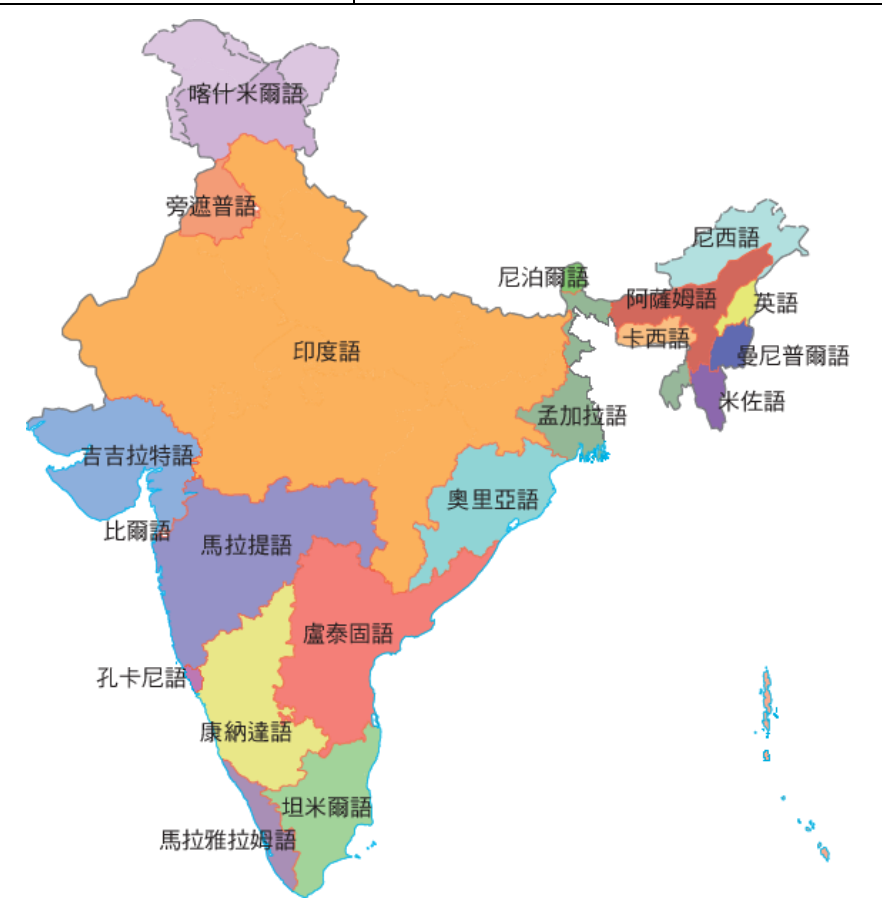 喀什米爾語
旁遮普語
尼西語
尼泊爾語
阿薩姆語
英語
卡西語
印度語
曼尼普爾語
米佐語
孟加拉語
吉吉拉特語
奧里亞語
比爾語
馬拉提語
盧泰固語
孔卡尼語
康納達語
坦米爾語
馬拉雅拉姆語